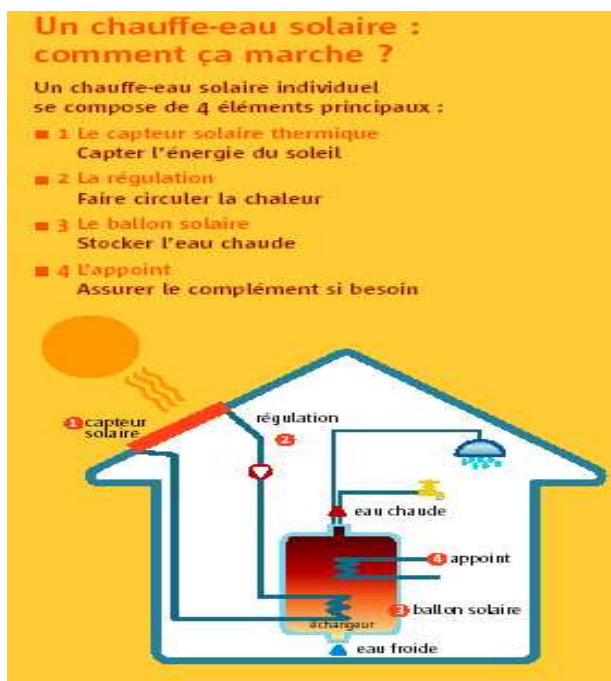 Un chauffe-eau solaire :
comment ça marche ?
Un chauffe-eau solaire individuel
se compose de 4 éléments principaux :
1 Le capteur solaire thermique
Capter l'énergie du soleil
2 La régulation
Faire circuler la chaleur
3 Le ballon solaire
Stocker l'eau chaude
4 L'appoint
Assurer le complément si besoin
1 capteur
solaire
régulation
2
eau chaude
4 appoint
3 ballon solaire
échangeur
eau froide